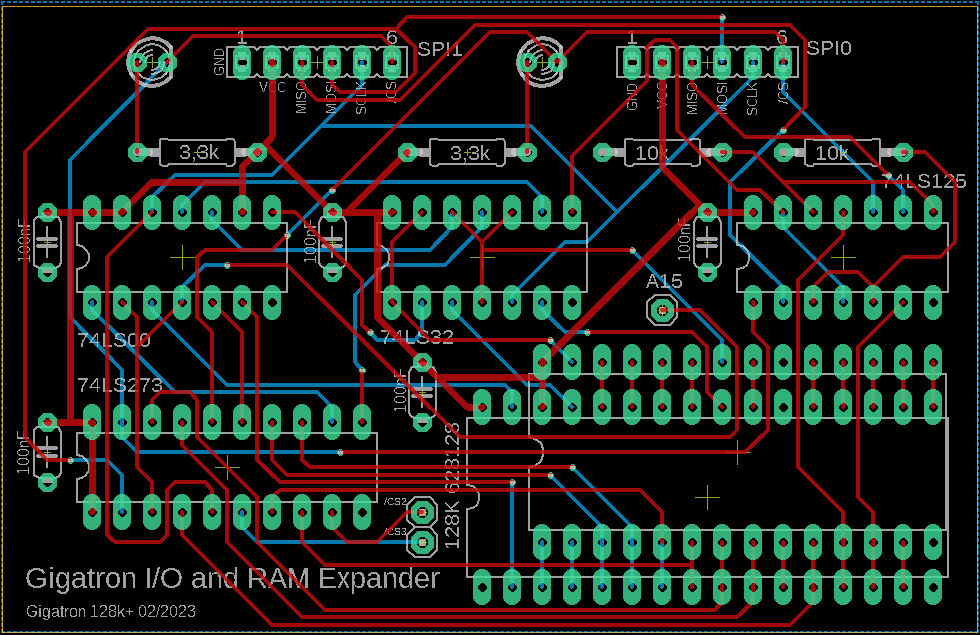 1
6
SPI1
1
6
SPI0
GND
VCC
MISO
MOSI
SCLK
/CS
GND
VCC
MISO
MOSI
SCLK
/CS
3,3k
3,3k
10k
10k
74LS125
100nF
100nF
100nF
A15
74LS00
74LS32
74LS273
100nF
100nF
128K 628128
/CS2
/CS3
Gigatron I/O and RAM Expander
Gigatron 128k+ 02/2023